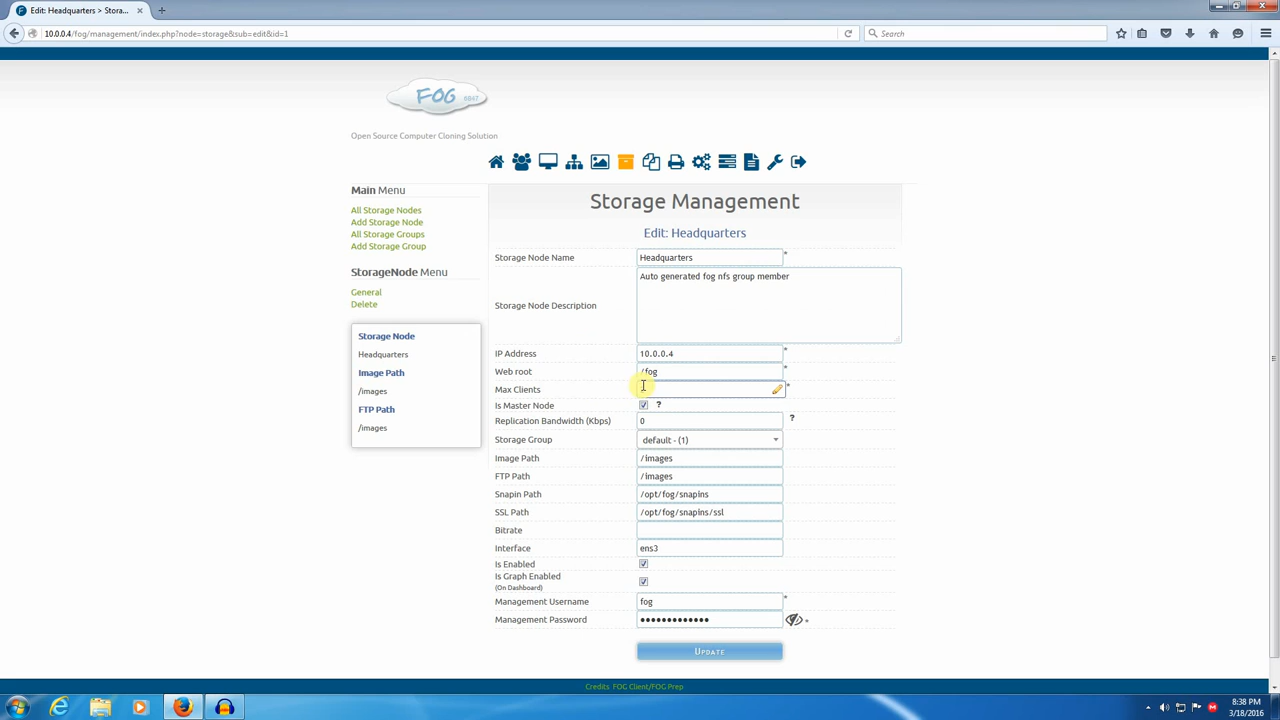 Edit: Headquarters > Stora...
10.0.0.4/fog/management/index.php?node=storage&sub=edit&id=1
Search
FOG 6847
Open Source Computer Cloning Solution
Main Menu
All Storage Nodes
Add Storage Node
All Storage Groups
Add Storage Group
StorageNode Menu
General
Delete
Storage Node
Headquarters
Image Path
/images
FTP Path
/images
Storage Management
Edit: Headquarters
Storage Node Name Headquarters *
Storage Node Description Auto generated fog nfs group member
IP Address 10.0.0.4 *
Web root /fog *
Max Clients *
Is Master Node ?
Replication Bandwidth (Kbps) 0 ?
Storage Group default - (1)
Image Path /images
FTP Path /images
Snapin Path /opt/fog/snapins
SSL Path /opt/fog/snapins/ssl
Bitrate
Interface ens3
Is Enabled
Is Graph Enabled
(On Dashboard)
Management Username fog *
Management Password ••••••••••••• *
Update
Credits FOG Client/FOG Prep
8:38 PM
3/18/2016